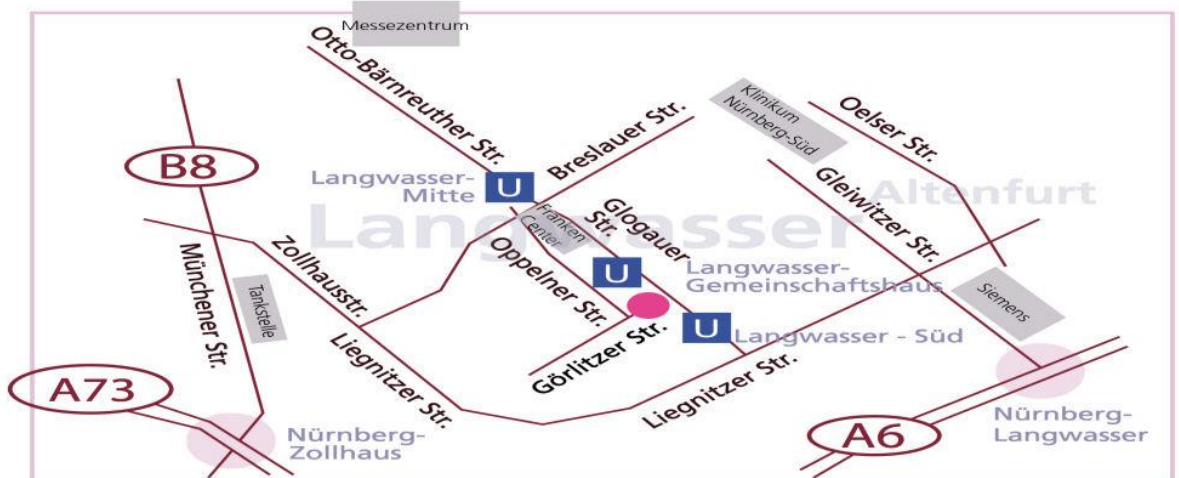 Messezentrum
Otto-Bärnreuther Str.
Klinikum
Nürnberg-Süd
Oelser Str.
Breslauer Str.
B8
Langwasser-
Mitte
U
Gleiwitzer Str.
Altenfurt
Langwasser
Franken
Center
Glogauer
Str.
Zollhausstr.
Münchener Str.
Oppelner Str.
U
Langwasser-
Gemeinschaftshaus
Tankstelle
Siemens
U
Langwasser - Süd
Görlitzer Str.
Liegnitzer Str.
Liegnitzer Str.
A73
Nürnberg-
Zollhaus
A6
Nürnberg-
Langwasser